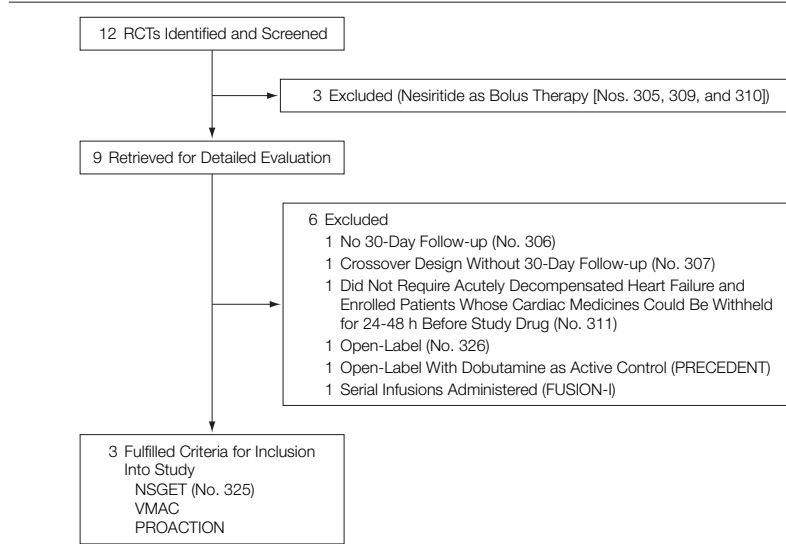 12 RCTs Identified and Screened
3 Excluded (Nesiritide as Bolus Therapy [Nos. 305, 309, and 310])
9 Retrieved for Detailed Evaluation
6 Excluded
1 No 30-Day Follow-up (No. 306)
1 Crossover Design Without 30-Day Follow-up (No. 307)
1 Did Not Require Acutely Decompensated Heart Failure and
Enrolled Patients Whose Cardiac Medicines Could Be Withheld
for 24-48 h Before Study Drug (No. 311)
1 Open-Label (No. 326)
1 Open-Label With Dobutamine as Active Control (PRECEDENT)
1 Serial Infusions Administered (FUSION-I)
3 Fulfilled Criteria for Inclusion
Into Study
NSGET (No. 325)
VMAC
PROACTION